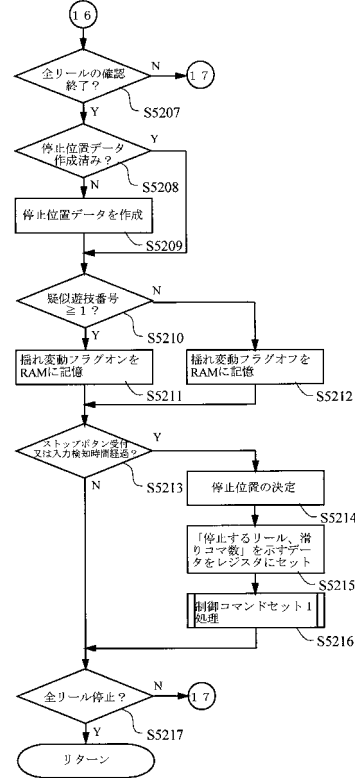 １６
全リールの確認
終了？
N
１７
S5207
Y
停止位置データ
作成済み？
Y
S5208
N
停止位置データを作成
S5209
疑似遊技番号
≧１？
N
S5210
Y
揺れ変動フラグオンを
RAMに記憶
S5211
揺れ変動フラグオフを
RAMに記憶
S5212
ストップボタン受付
又は入力検知時間経過？
Y
S5213
N
停止位置の決定
S5214
「停止するリール、滑
りコマ数」を示すデー
タをレジスタにセット
S5215
制御コマンドセット１
処理
S5216
全リール停止？
N
１７
S5217
Y
リターン